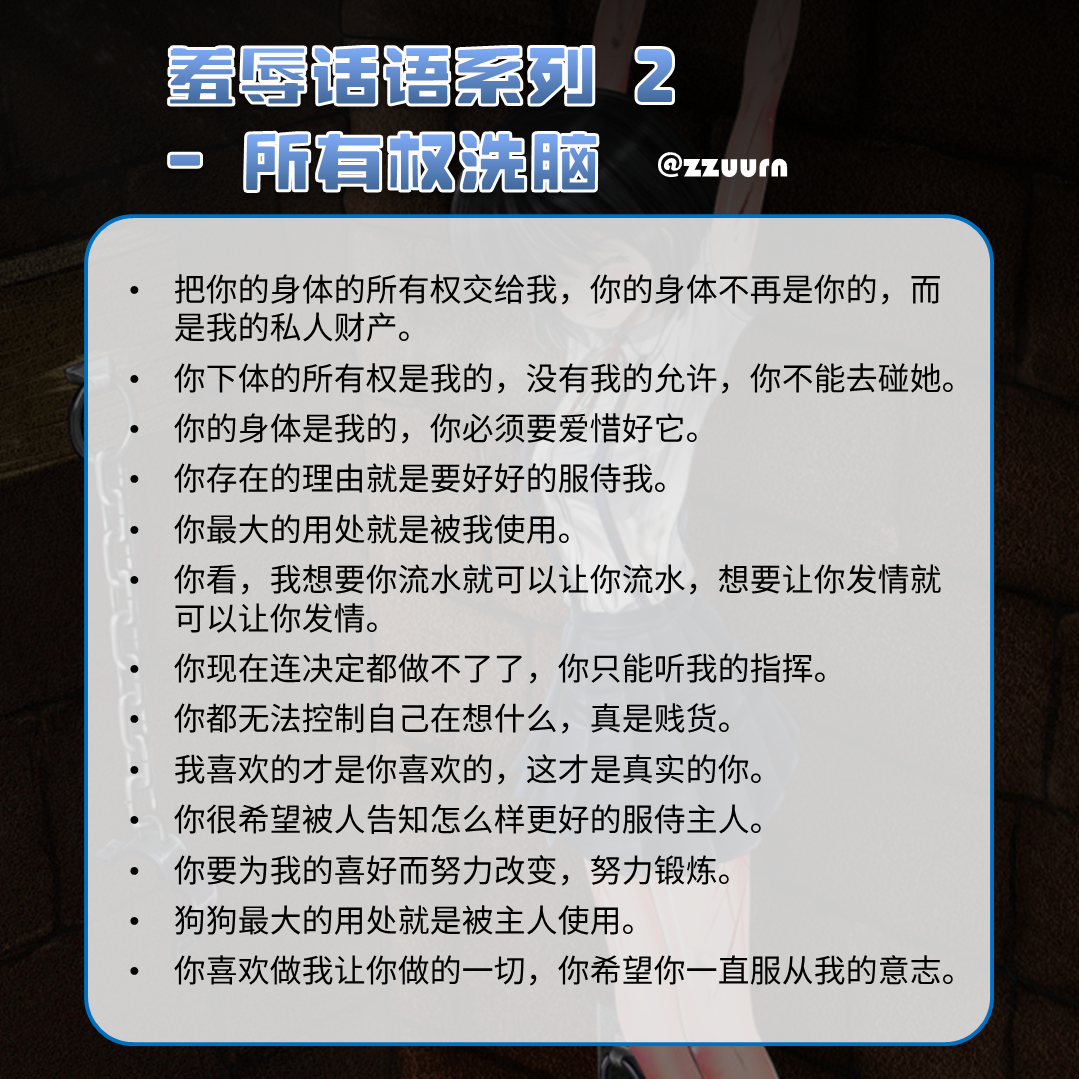 羞辱话语系列 2
- 所有权洗脑 @zzuurn
• 把你的身体的所有权交给我，你的身体不再是你的，而
是我的私人财产。
• 你下体的所有权是我的，没有我的允许，你不能去碰她。
• 你的身体是我的，你必须要爱惜好它。
• 你存在的理由就是要好好的服侍我。
• 你最大的用处就是被我使用。
• 你看，我想要你流水就可以让你流水，想要让你发情就
可以让你发情。
• 你现在连决定都做不了了，你只能听我的指挥。
• 你都无法控制自己在想什么，真是贱货。
• 我喜欢的才是你喜欢的，这才是真实的你。
• 你很希望被人告知怎么样更好的服侍主人。
• 你要为我的喜好而努力改变，努力锻炼。
• 狗狗最大的用处就是被主人使用。
• 你喜欢做我让你做的一切，你希望你一直服从我的意志。